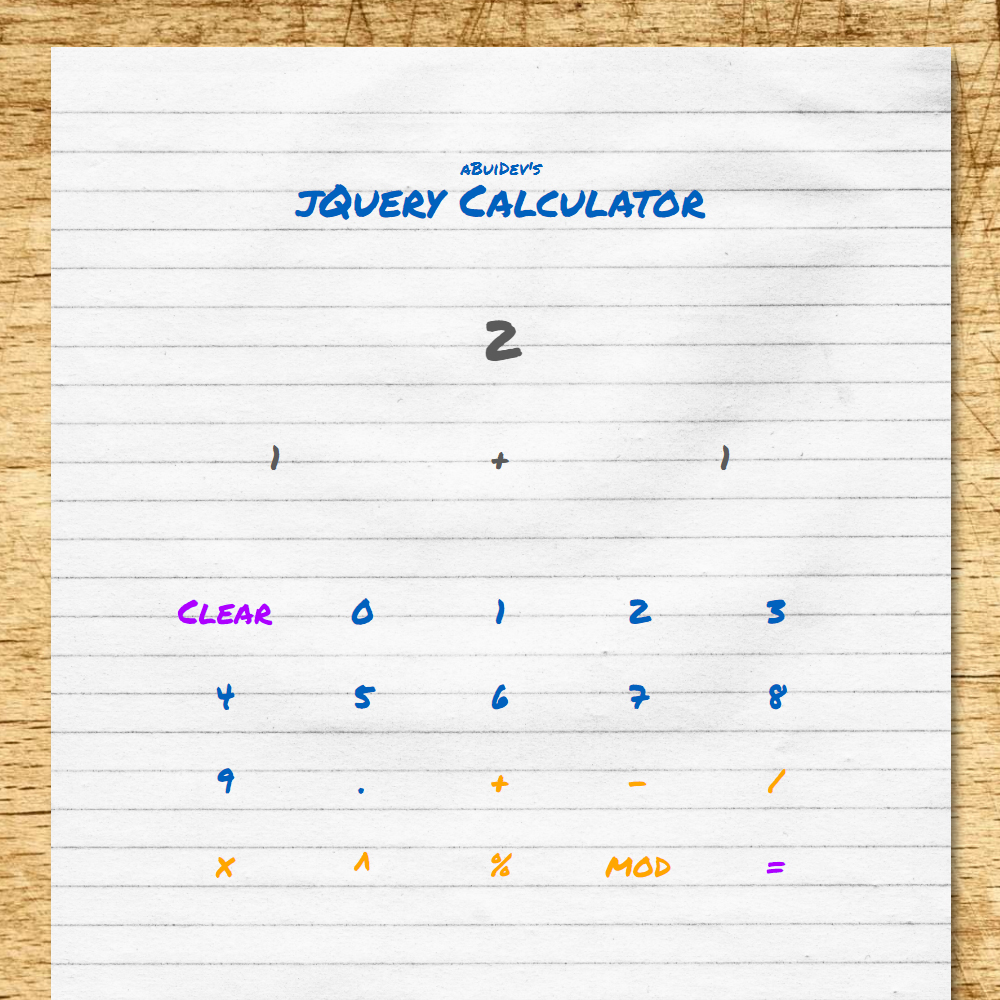 aBuiDev's
jQuery Calculator
2
1 + 1
Clear 0 1 2 3
4 5 6 7 8
9 . + - /
x ^ % MOD =